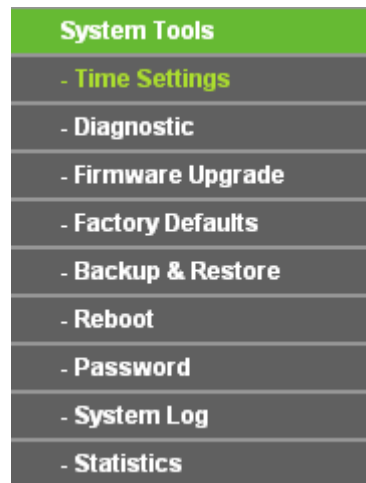 System Tools
- Time Settings
- Diagnostic
- Firmware Upgrade
- Factory Defaults
- Backup & Restore
- Reboot
- Password
- System Log
- Statistics